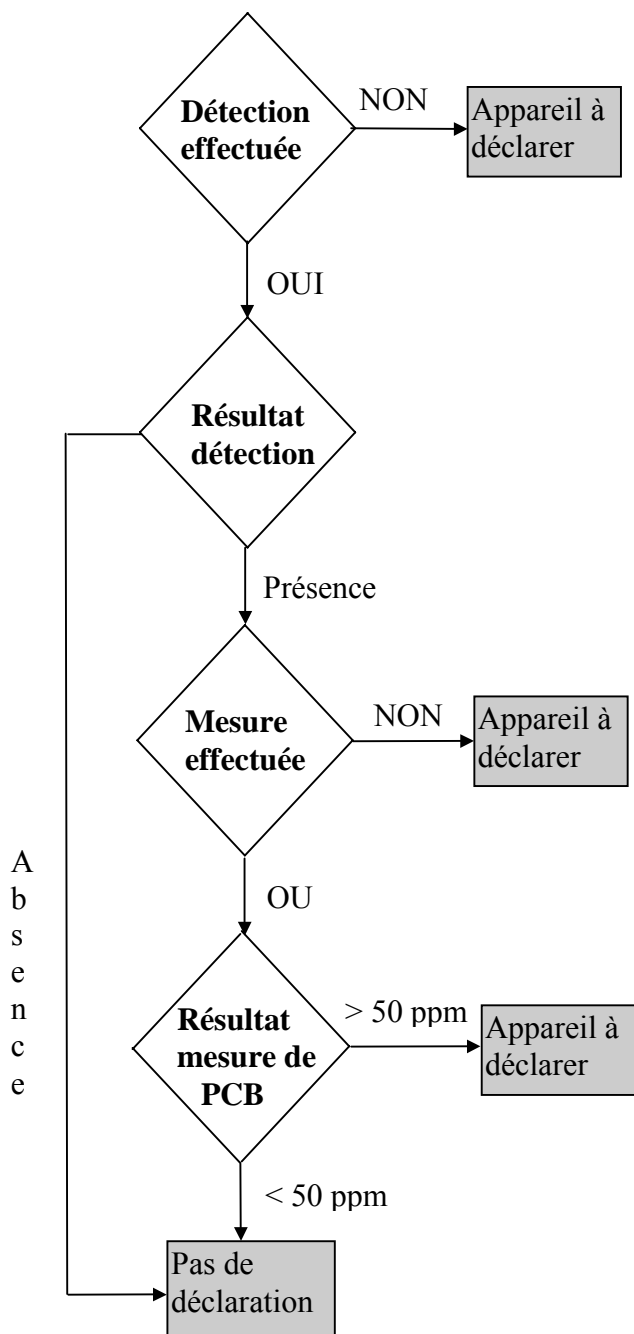 Détection
effectuée
NON
Appareil à
déclarer
OUI
Résultat
détection
Présence
Mesure
effectuée
NON
Appareil à
déclarer
A
b
s
e
n
c
e
OU
Résultat
mesure de
PCB
> 50 ppm
Appareil à
déclarer
< 50 ppm
Pas de
déclaration